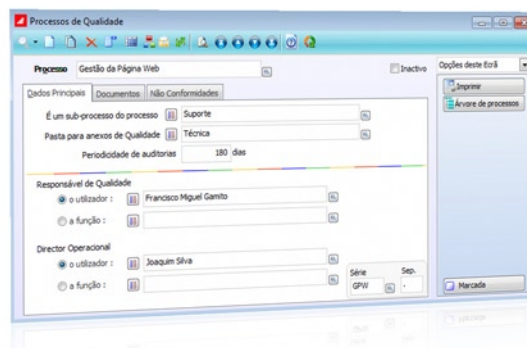 Processos de Qualidade
Processo Gestão da Página Web
Inactivo
Opções deste Ecrã
Imprimir
Árvore de processos
Dados Principais Documentos Não Conformidades
É um sub-processo do processo Suporte
Pasta para anexos de Qualidade Técnica
Periodicidade de auditorias 180 dias
Responsável de Qualidade
o utilizador : Francisco Miguel Gamito
a função :
Director Operacional
o utilizador : Joaquim Silva
a função :
Série Sep.
GPW .
Marcada